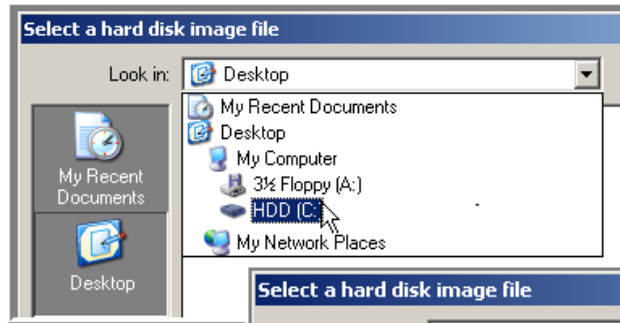 Select a hard disk image file
Look in: Desktop
My Recent Documents
Desktop
My Computer
3½ Floppy (A:)
HDD (C:
My Network Places
My Recent
Documents
Desktop
Select a hard disk image file